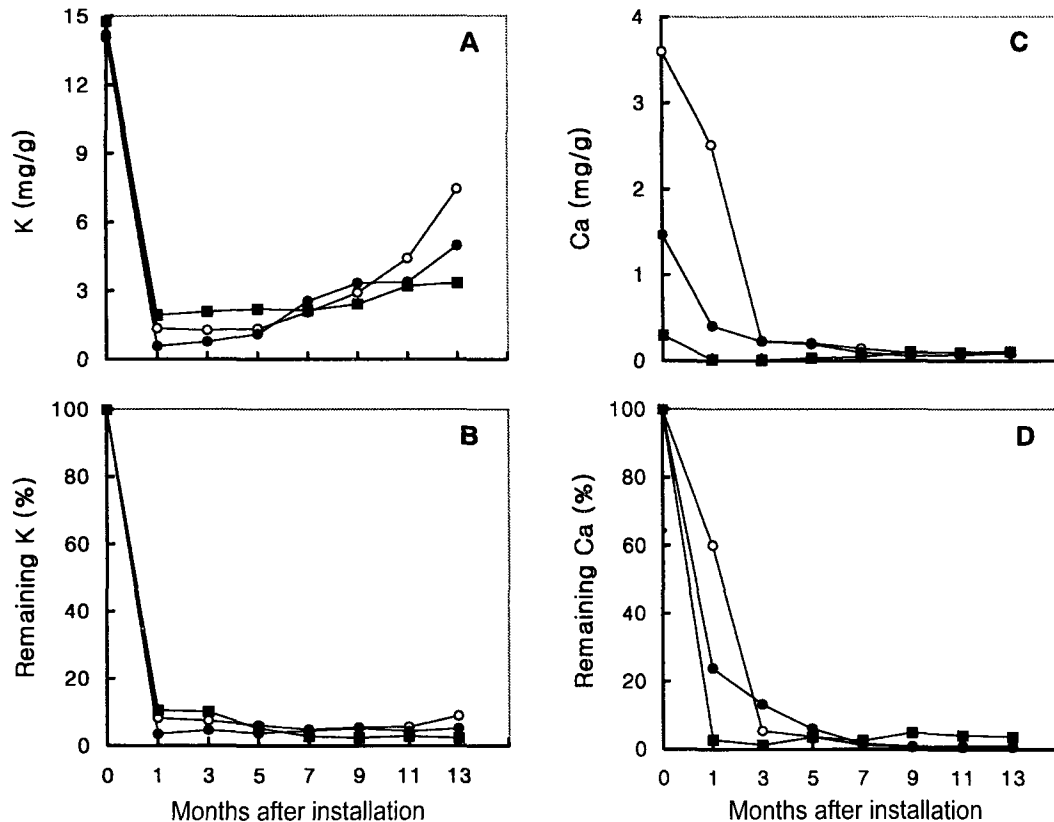 A
K (mg/g)
15
12
9
6
3
0
C
Ca (mg/g)
4
3
2
1
0
B
Remaining K (%)
100
80
60
40
20
0
0 1 3 5 7 9 11 13
Months after installation
D
Remaining Ca (%)
100
80
60
40
20
0
0 1 3 5 7 9 11 13
Months after installation